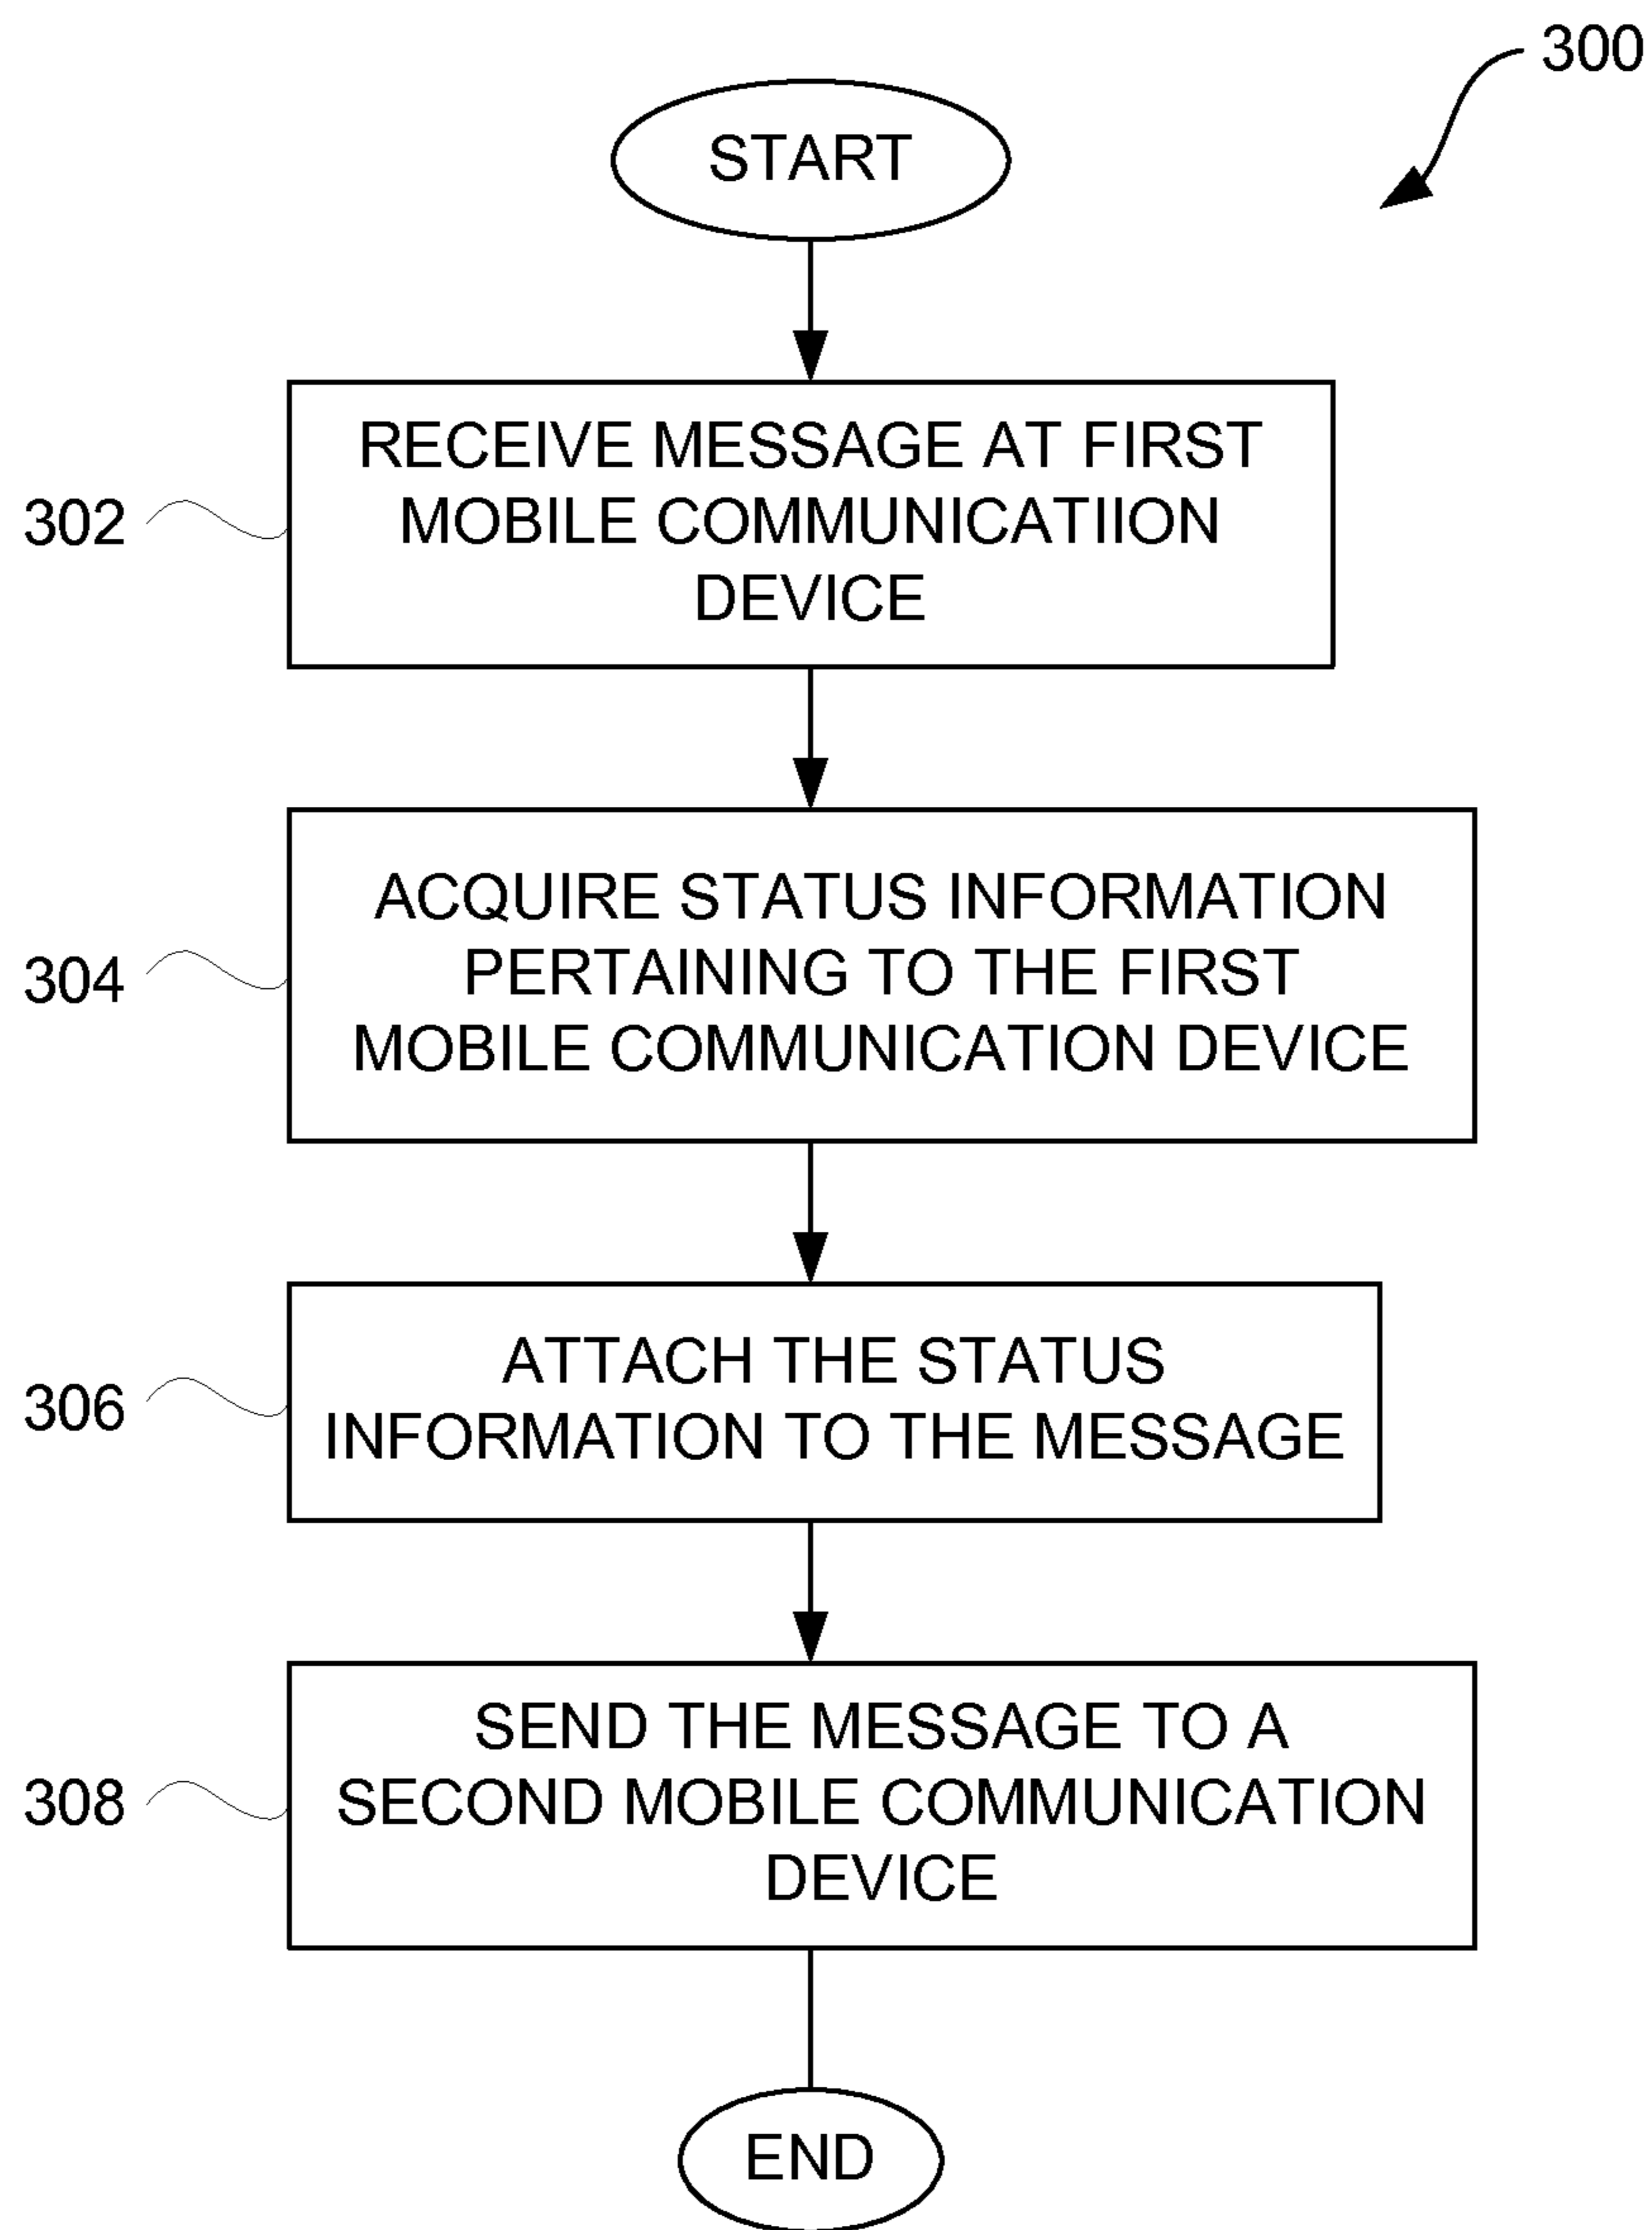 300
START
RECEIVE MESSAGE AT FIRST
MOBILE COMMUNICATIION
DEVICE
302
ACQUIRE STATUS INFORMATION
PERTAINING TO THE FIRST
MOBILE COMMUNICATION DEVICE
304
ATTACH THE STATUS
INFORMATION TO THE MESSAGE
306
SEND THE MESSAGE TO A
SECOND MOBILE COMMUNICATION
DEVICE
308
END